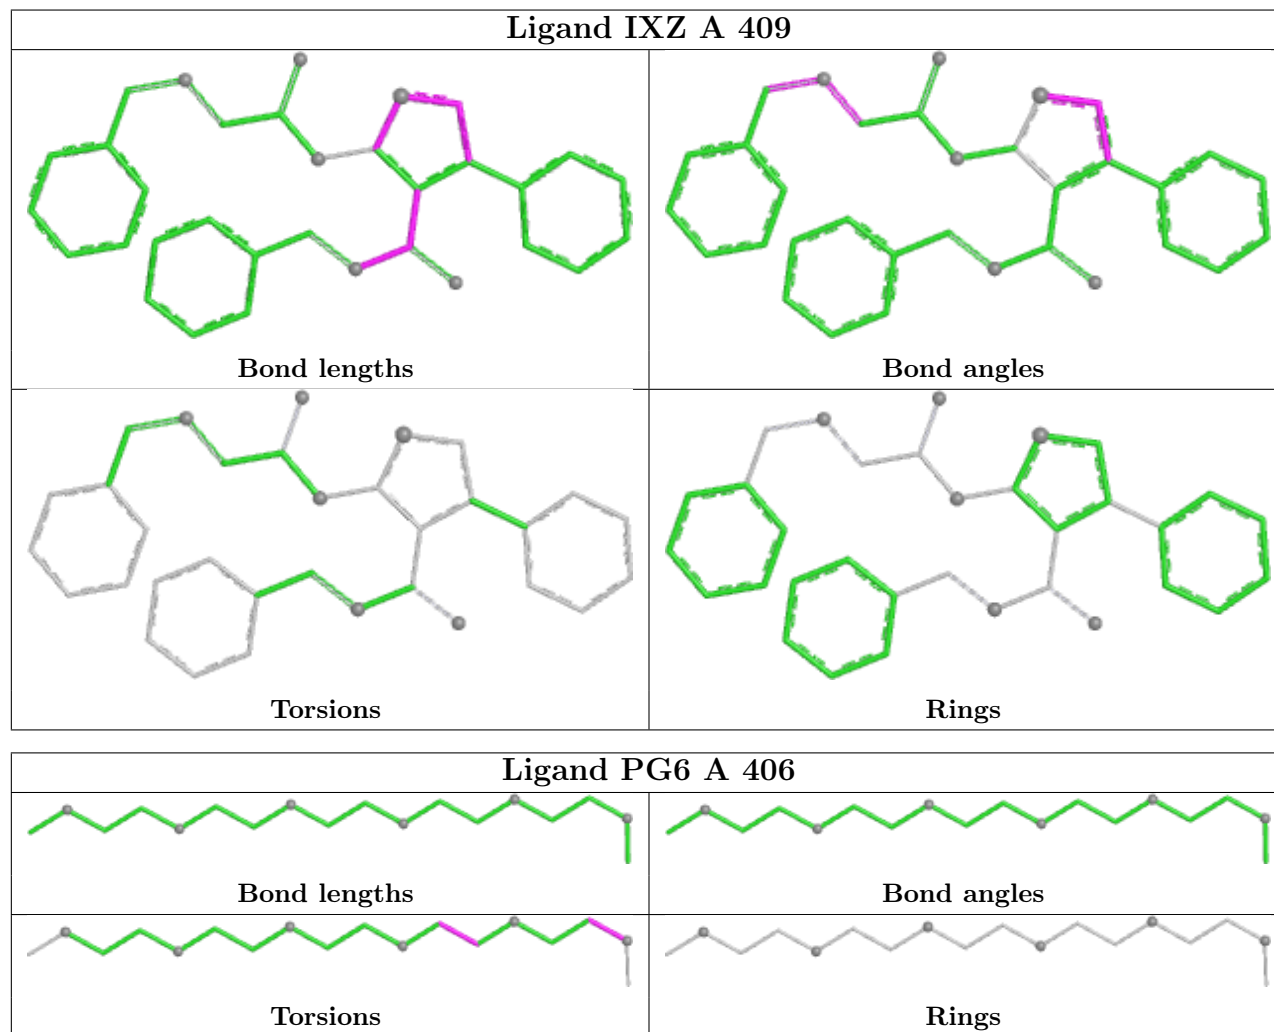 Ligand IXZ A 409
Bond lengths
Bond angles
Torsions
Rings
Ligand PG6 A 406
Bond lengths
Bond angles
Torsions
Rings